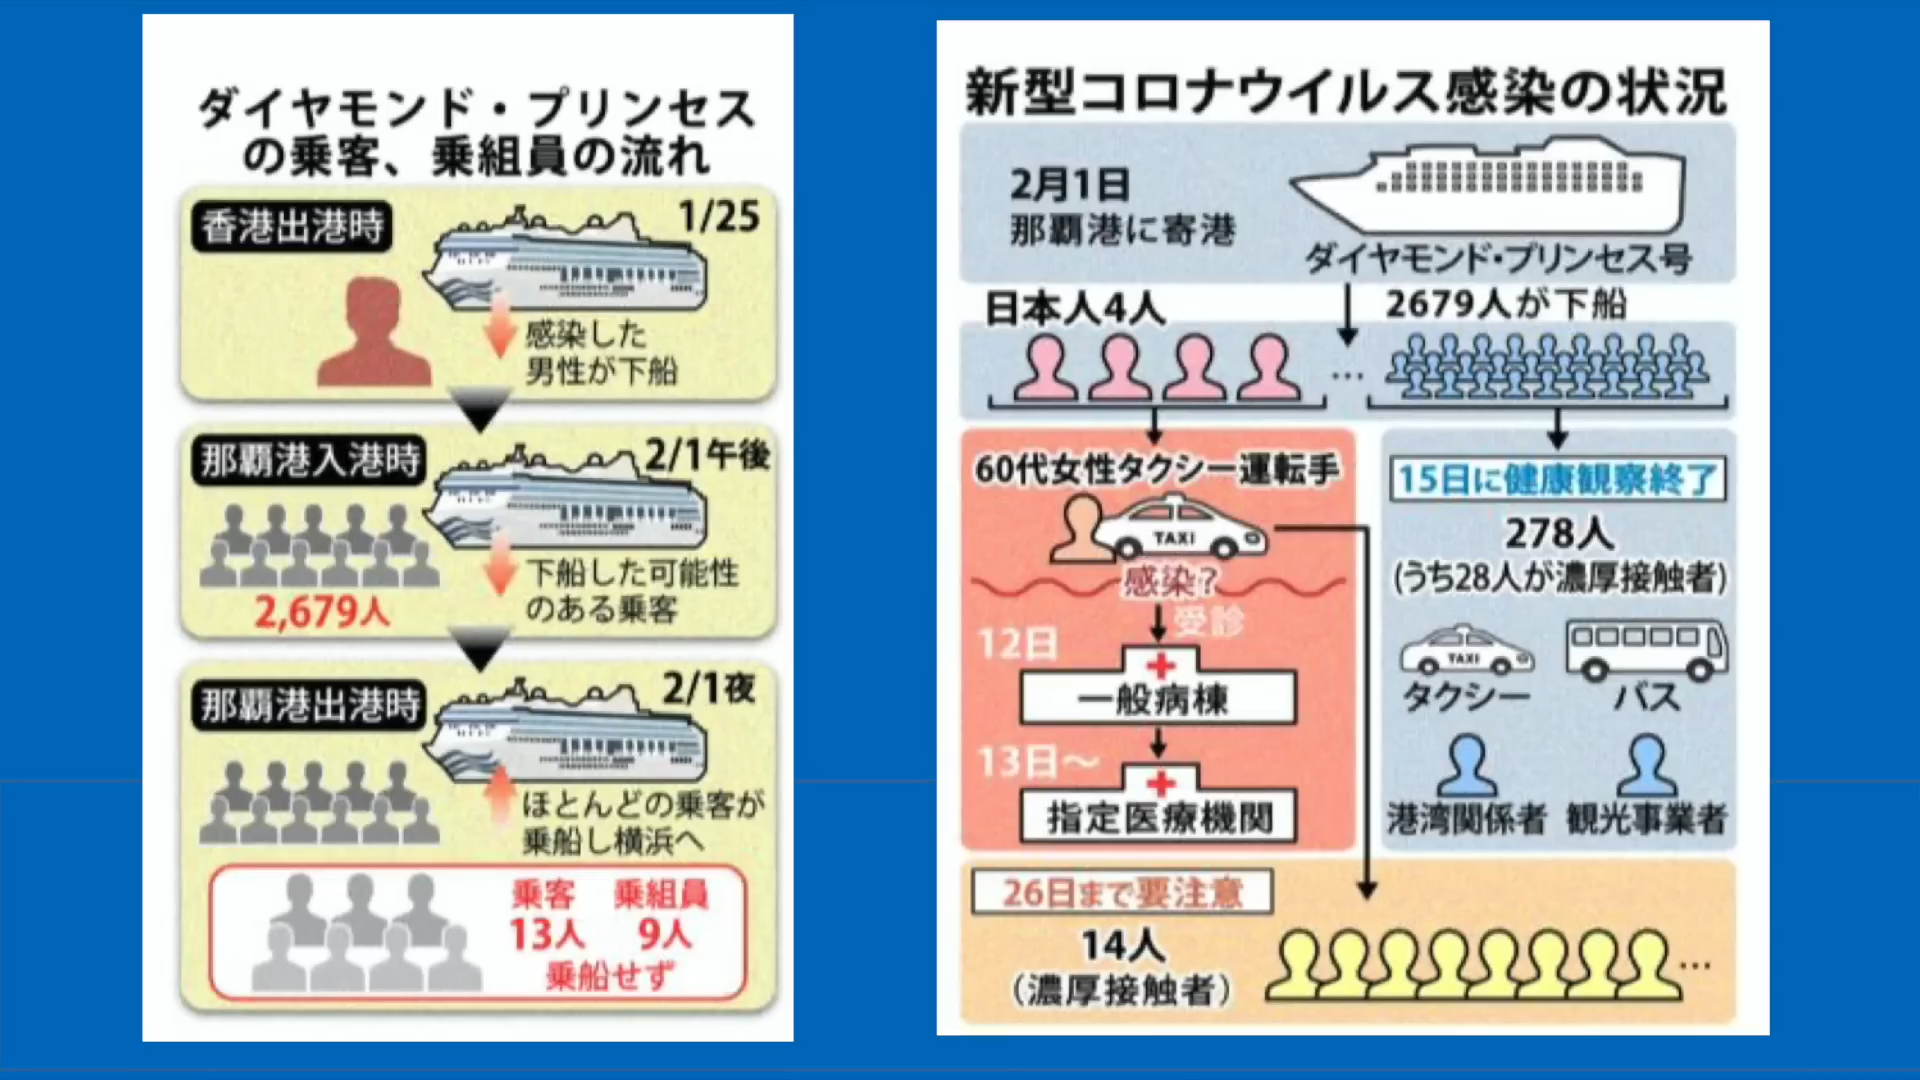 ダイヤモンド・プリンセス
の乗客、乗組員の流れ
香港出港時
1/25
感染した
男性が下船
那覇港入港時
2/1午後
2,679人
下船した可能性
のある乗客
那覇港出港時
2/1夜
ほとんどの乗客が
乗船し横浜へ
乗客 乗組員
13人 9人
乗船せず
新型コロナウイルス感染の状況
2月1日
那覇港に寄港
ダイヤモンド・プリンセス号
日本人4人
2679人が下船
…
60代女性タクシー運転手
TAXI
感染?
受診
12日
一般病棟
13日〜
指定医療機関
15日に健康観察終了
278人
(うち28人が濃厚接触者)
TAXI
タクシー バス
港湾関係者 観光事業者
26日まで要注意
14人
(濃厚接触者)
…